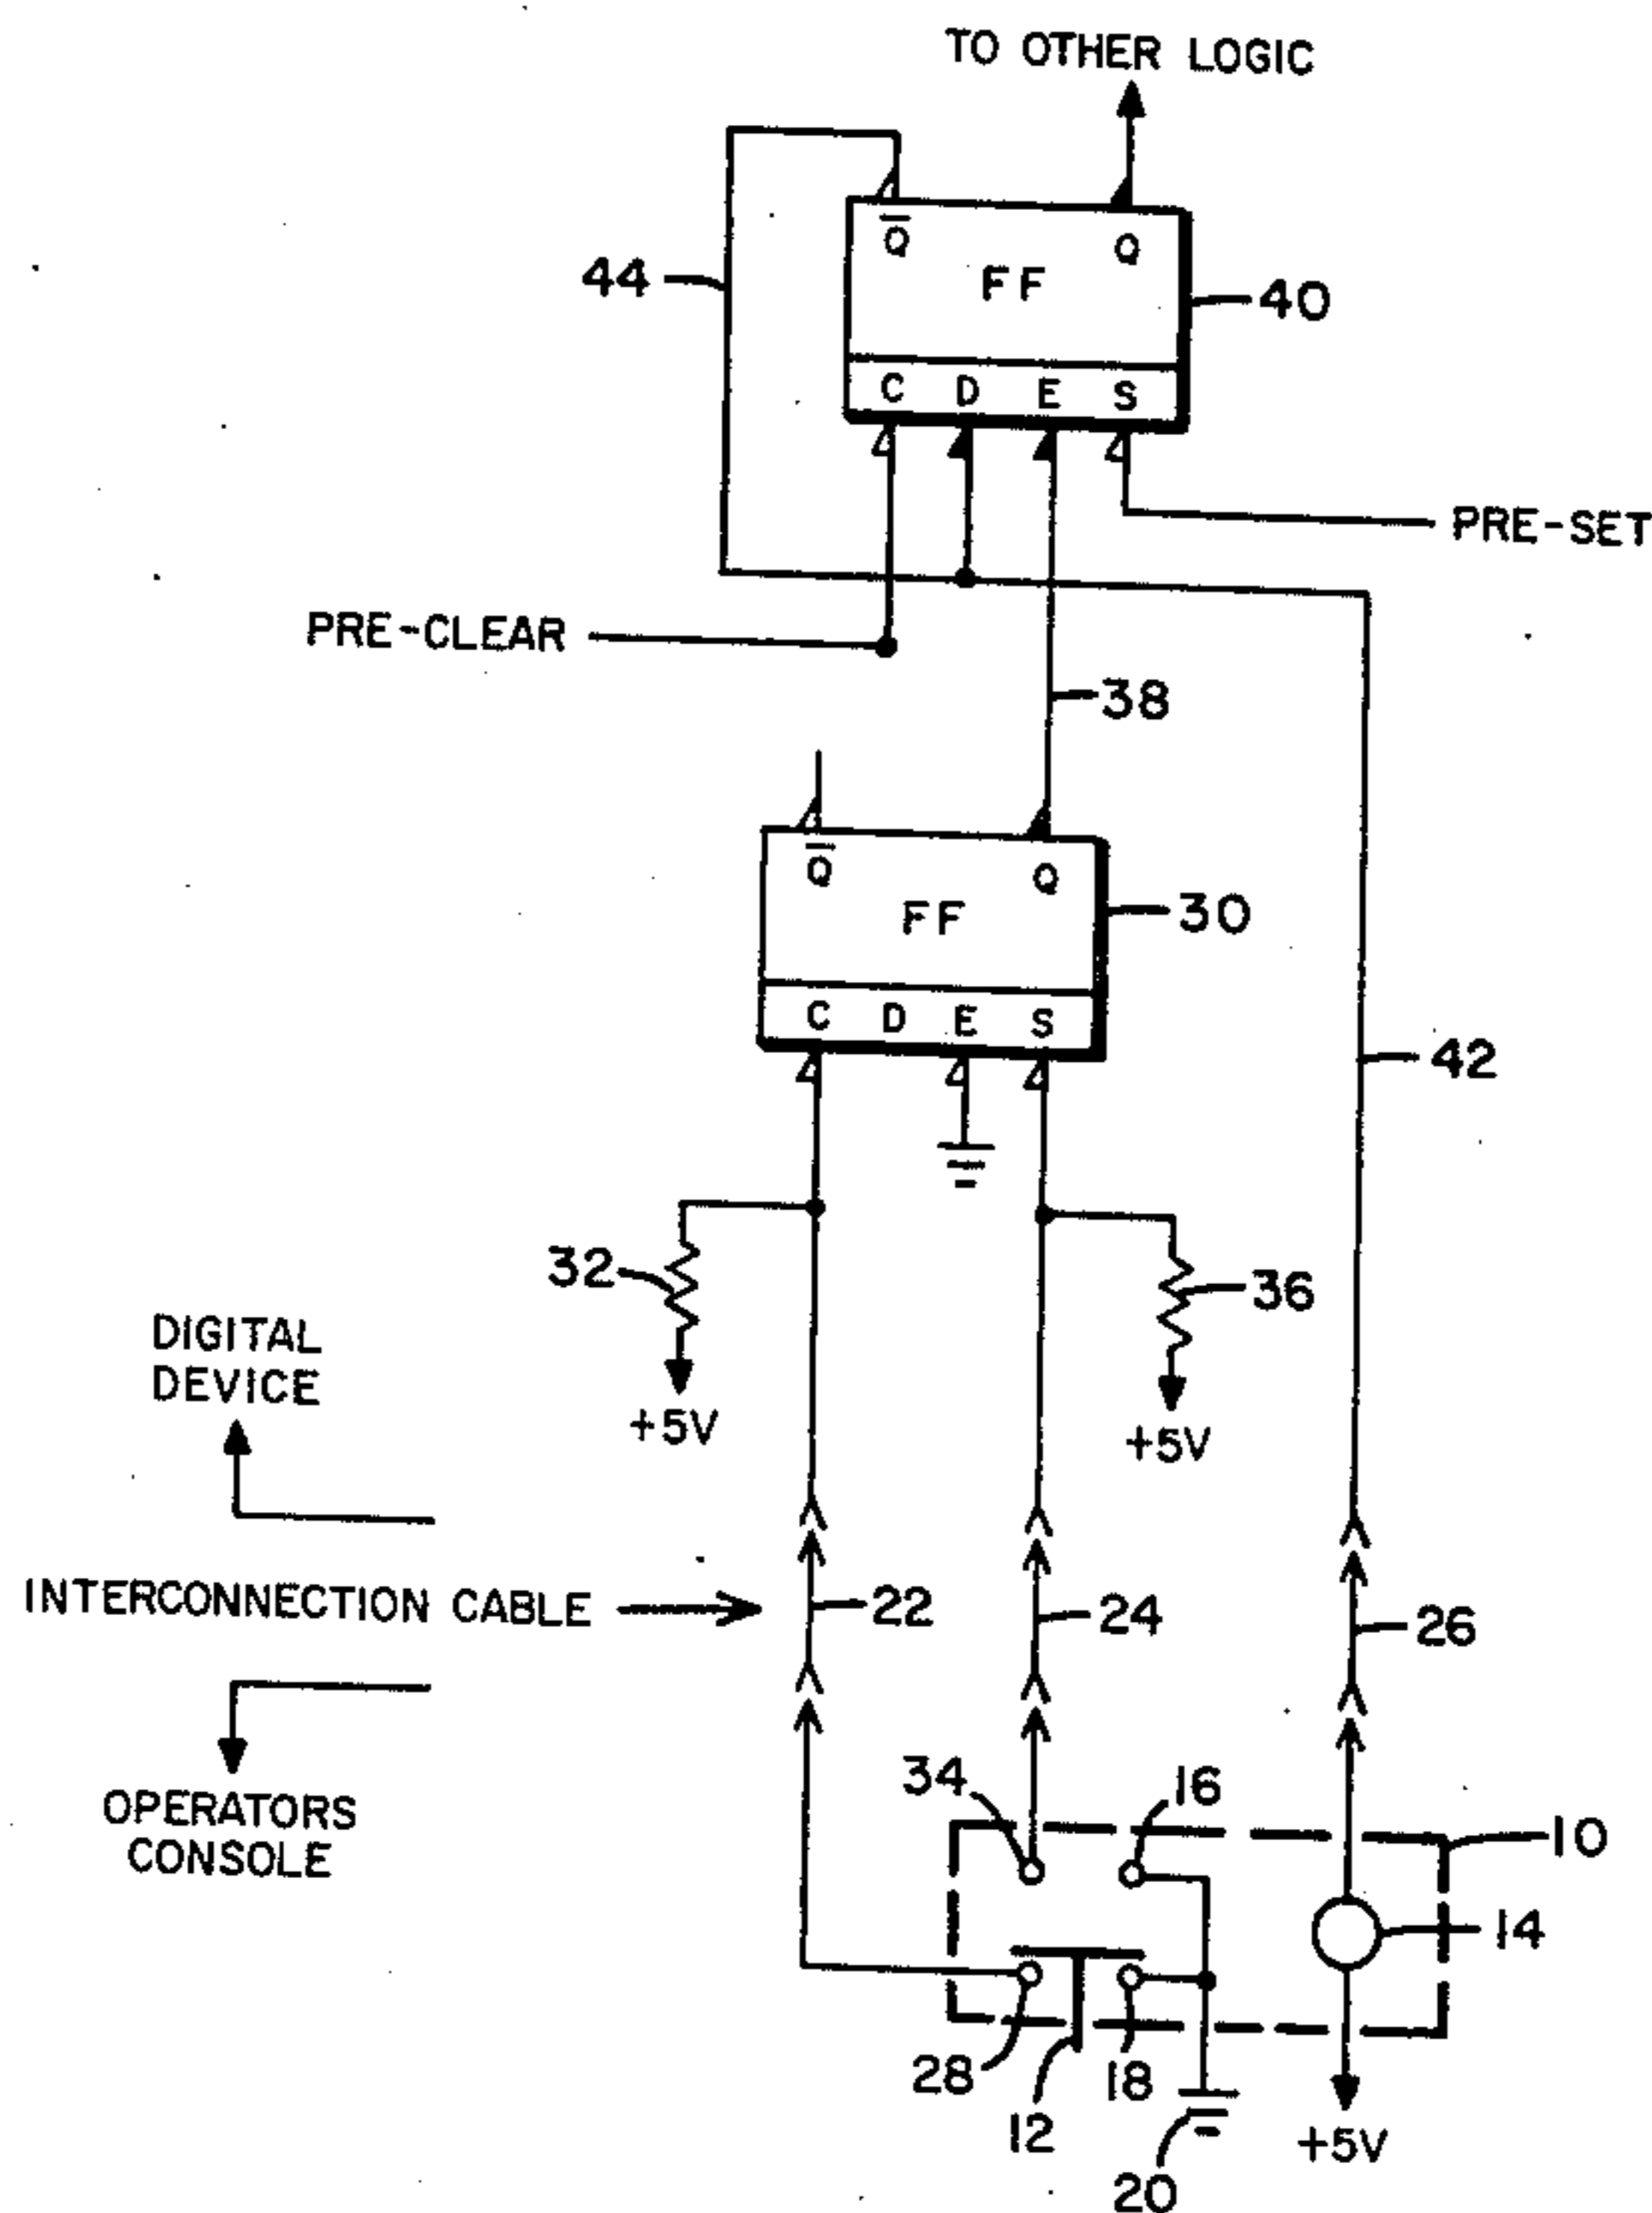 TO OTHER LOGIC
Q̅ Q
FF
44
40
C D E S
PRE-SET
PRE-CLEAR
38
Q̅ Q
FF
30
C D E S
42
32
36
DIGITAL
DEVICE
+5V
+5V
INTERCONNECTION CABLE
22
24
26
34
16
10
OPERATORS
CONSOLE
14
28
18
12
+5V
20